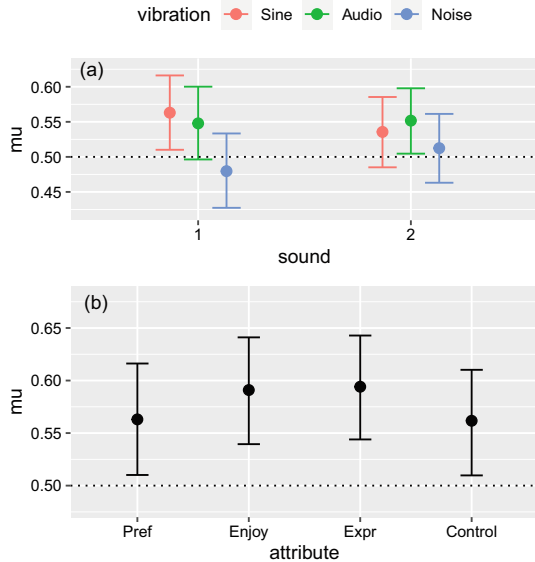 vibration Sine Audio Noise
(a)
0.60
0.55
0.50
0.45
mu
1 2
sound
(b)
0.65
0.60
0.55
0.50
mu
Pref Enjoy Expr Control
attribute